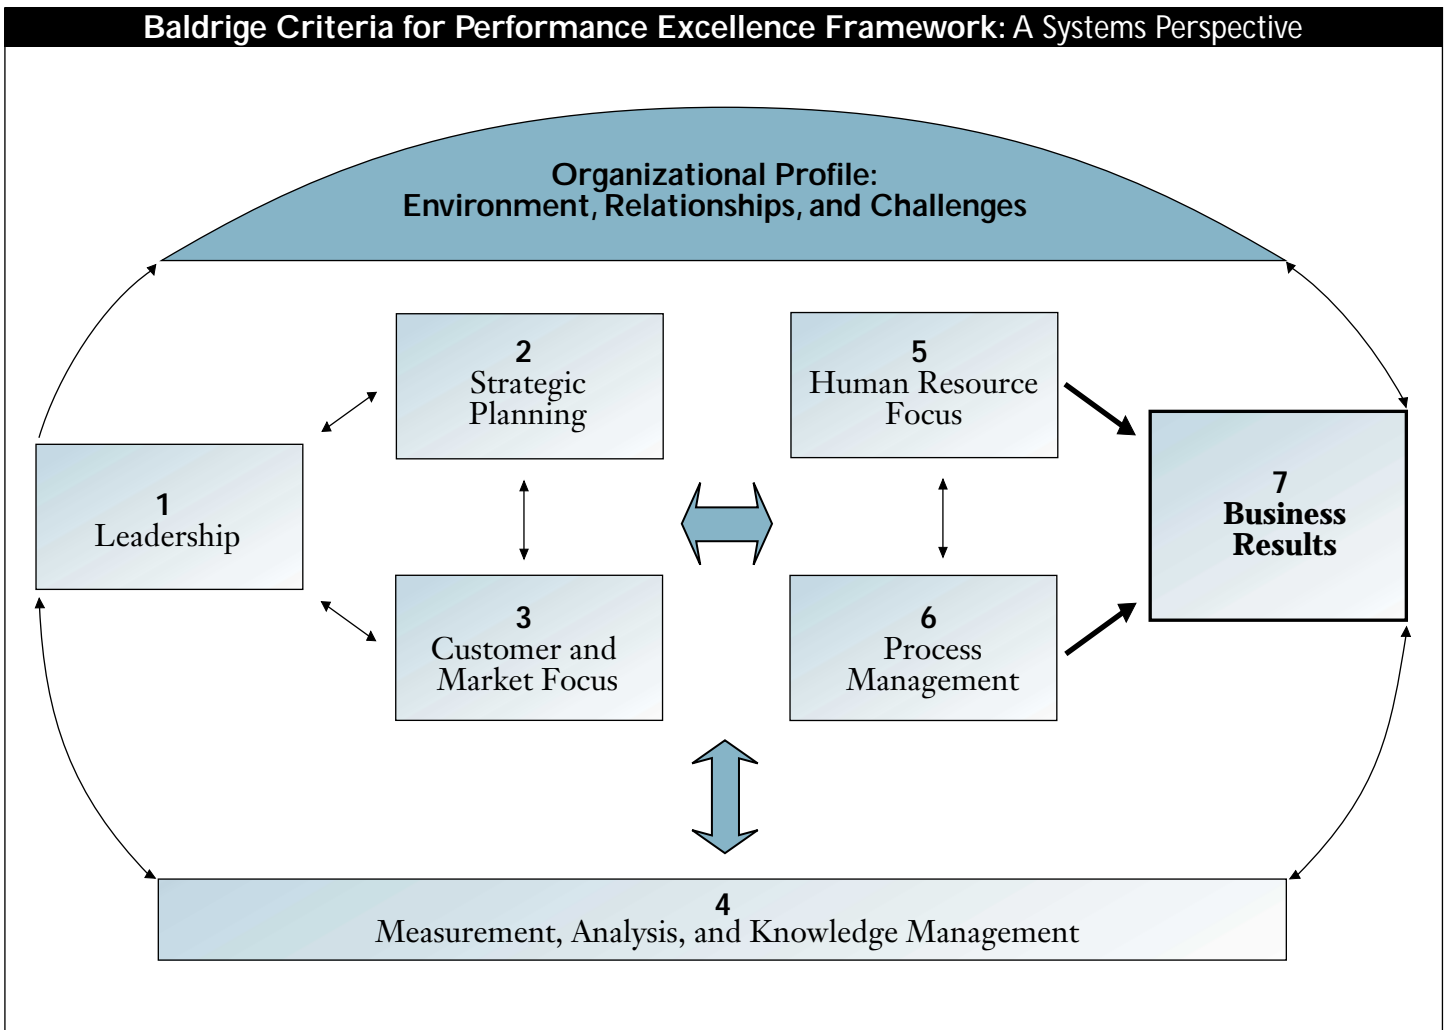 Baldrige Criteria for Performance Excellence Framework: A Systems Perspective
Organizational Profile:
Environment, Relationships, and Challenges
2
Strategic
Planning
5
Human Resource
Focus
1
Leadership
7
Business
Results
3
Customer and
Market Focus
6
Process
Management
4
Measurement, Analysis, and Knowledge Management